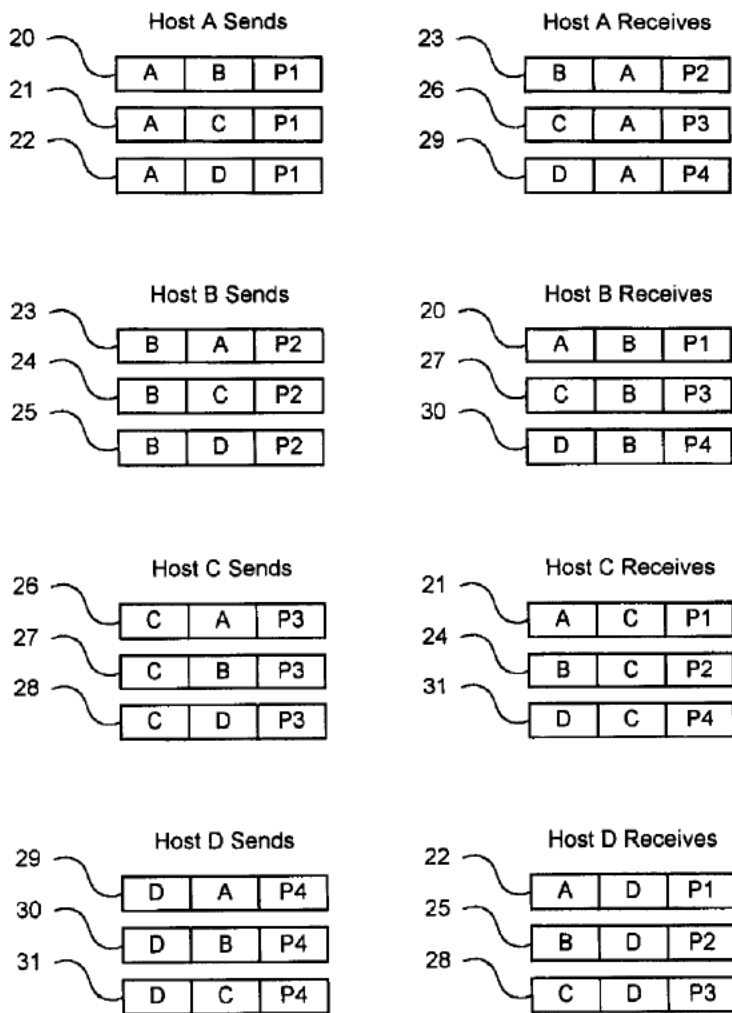 Host A Sends
20 A B P1
21 A C P1
22 A D P1
Host A Receives
23 B A P2
26 C A P3
29 D A P4
Host B Sends
23 B A P2
24 B C P2
25 B D P2
Host B Receives
20 A B P1
27 C B P3
30 D B P4
Host C Sends
26 C A P3
27 C B P3
28 C D P3
Host C Receives
21 A C P1
24 B C P2
31 D C P4
Host D Sends
29 D A P4
30 D B P4
31 D C P4
Host D Receives
22 A D P1
25 B D P2
28 C D P3